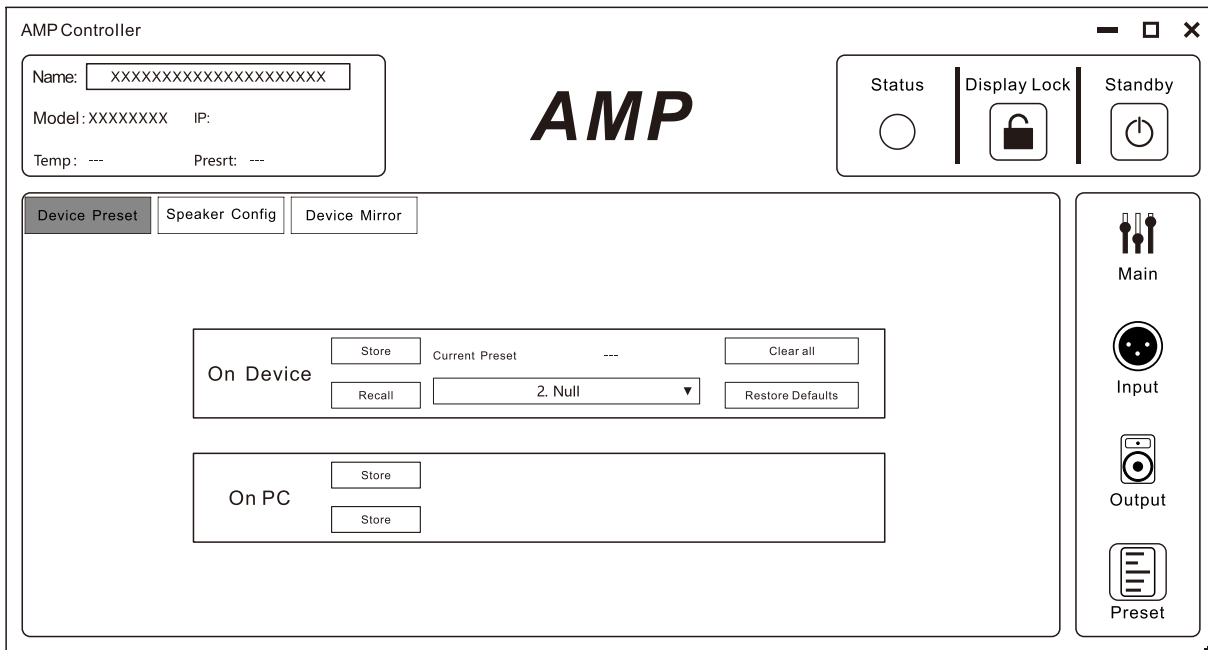 AMP Controller
Name: XXXXXXXXXXXXXXXXXXXXX
Model: XXXXXXXX IP:
Temp: --- Presrt: ---
AMP
Status Display Lock Standby
Device Preset Speaker Config Device Mirror
On Device
Store Current Preset --- Clear all
Recall 2. Null ▼ Restore Defaults
On PC
Store
Store
Main
Input
Output
Preset